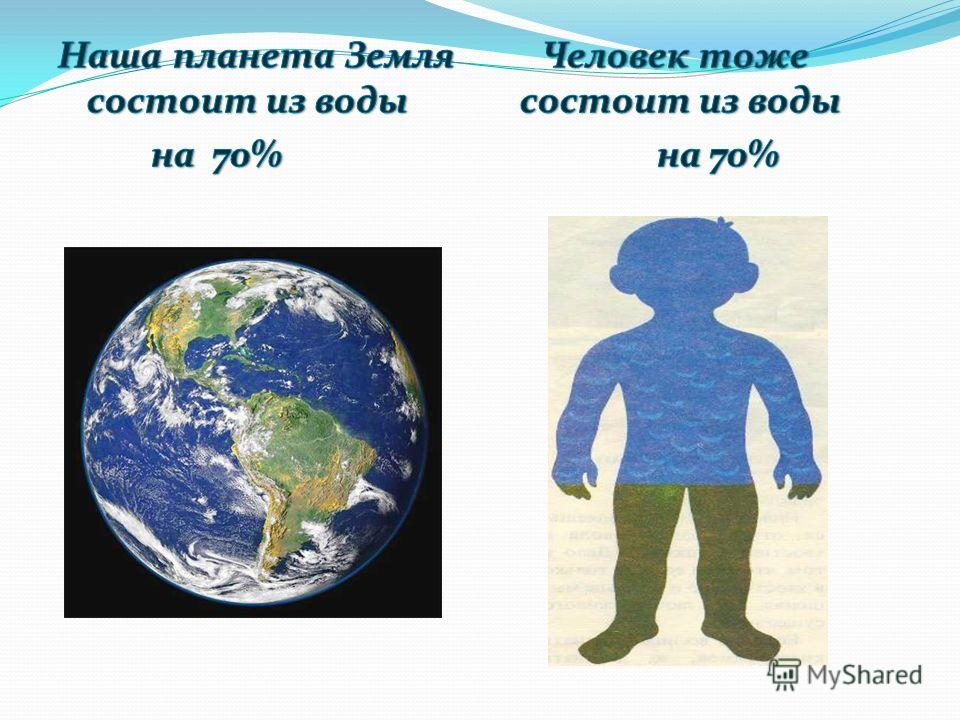 Наша планета Земля
состоит из воды
на 70%
Человек тоже
состоит из воды
на 70%
MyShared